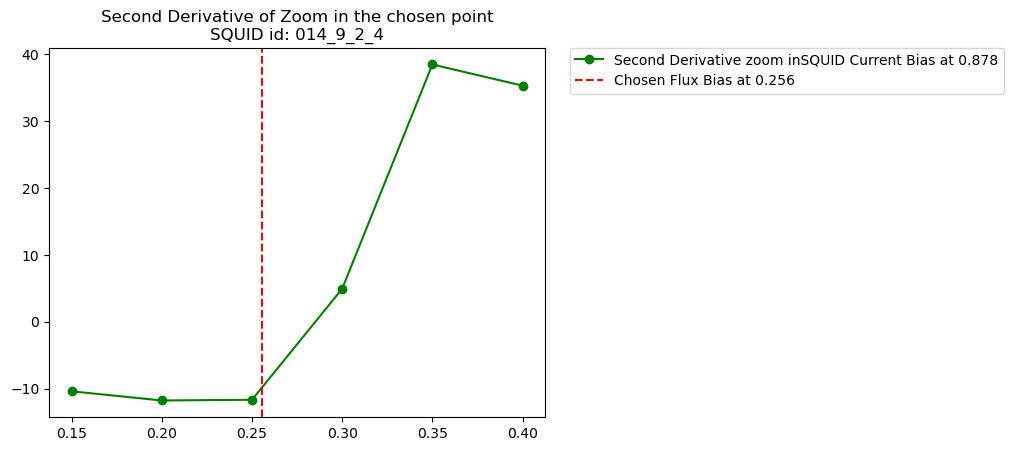 Second Derivative of Zoom in the chosen point
SQUID id: 014_9_2_4
Second Derivative zoom inSQUID Current Bias at 0.878
Chosen Flux Bias at 0.256
40
30
20
10
0
−10
0.15 0.20 0.25 0.30 0.35 0.40